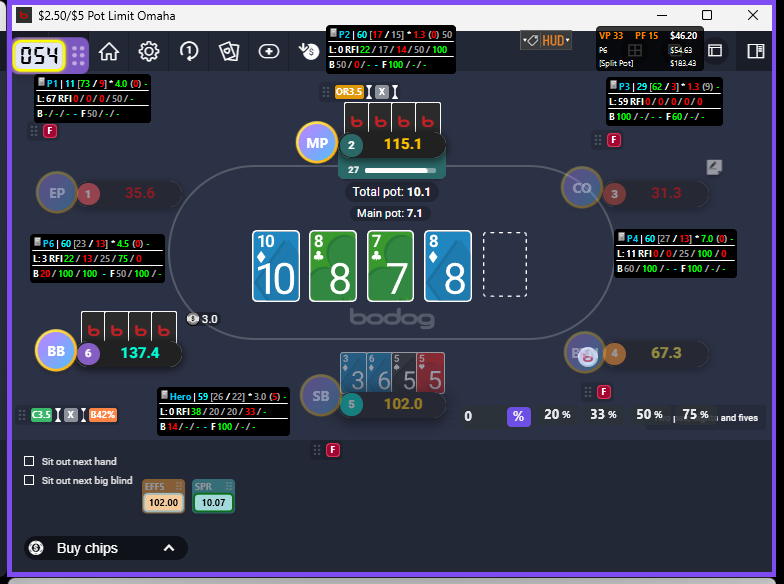 $2.50/$5 Pot Limit Omaha
054
1
HUD
P2 | 60 [17 / 15] * 1.3 (0) 50
L: 0 RFI 22 / 17 / 14 / 50 / 100
B 50 / 0 / - - F 100 / - / -
VP 33 PF 15 $46.20
P6 $54.63
[Split Pot] $183.43
P1 | 11 [73 / 9] * 4.0 (0) -
L: 67 RFI 0 / 0 / 0 / 50 / -
B - / - / - - F 50 / - / -
F
OR3.5 X
P3 | 29 [62 / 3] * 1.3 (9) -
L: 59 RFI 0 / 0 / 0 / 0 / 0
B 100 / - / - F 60 / - / -
F
MP 2 115.1
27
EP 1 35.6
CO 3 31.3
Total pot: 10.1
Main pot: 7.1
P6 | 60 [23 / 13] * 4.5 (0) -
L: 3 RFI 22 / 13 / 25 / 75 / 0
B 20 / 100 / 100 - F 50 / 100 / -
10 8 7 8
10 8 7 8
P4 | 60 [27 / 13] * 7.0 (0) -
L: 11 RFI 0 / 0 / 25 / 100 / 0
B 60 / 100 / - - F 100 / - / -
bodog
3.0
BB 6 137.4
4 67.3
3 6 5 5
3 6 5 5
SB 5 102.0
C3.5 X B42%
Hero | 59 [26 / 22] * 3.0 (5) -
L: 0 RFI 38 / 20 / 20 / 33 / -
B 14 / - / - - F 100 / - / -
F
0 % 20 % 33 % 50 % 75 %
and fives
F
Sit out next hand
Sit out next big blind
EFFS SPR
102.00 10.07
Buy chips